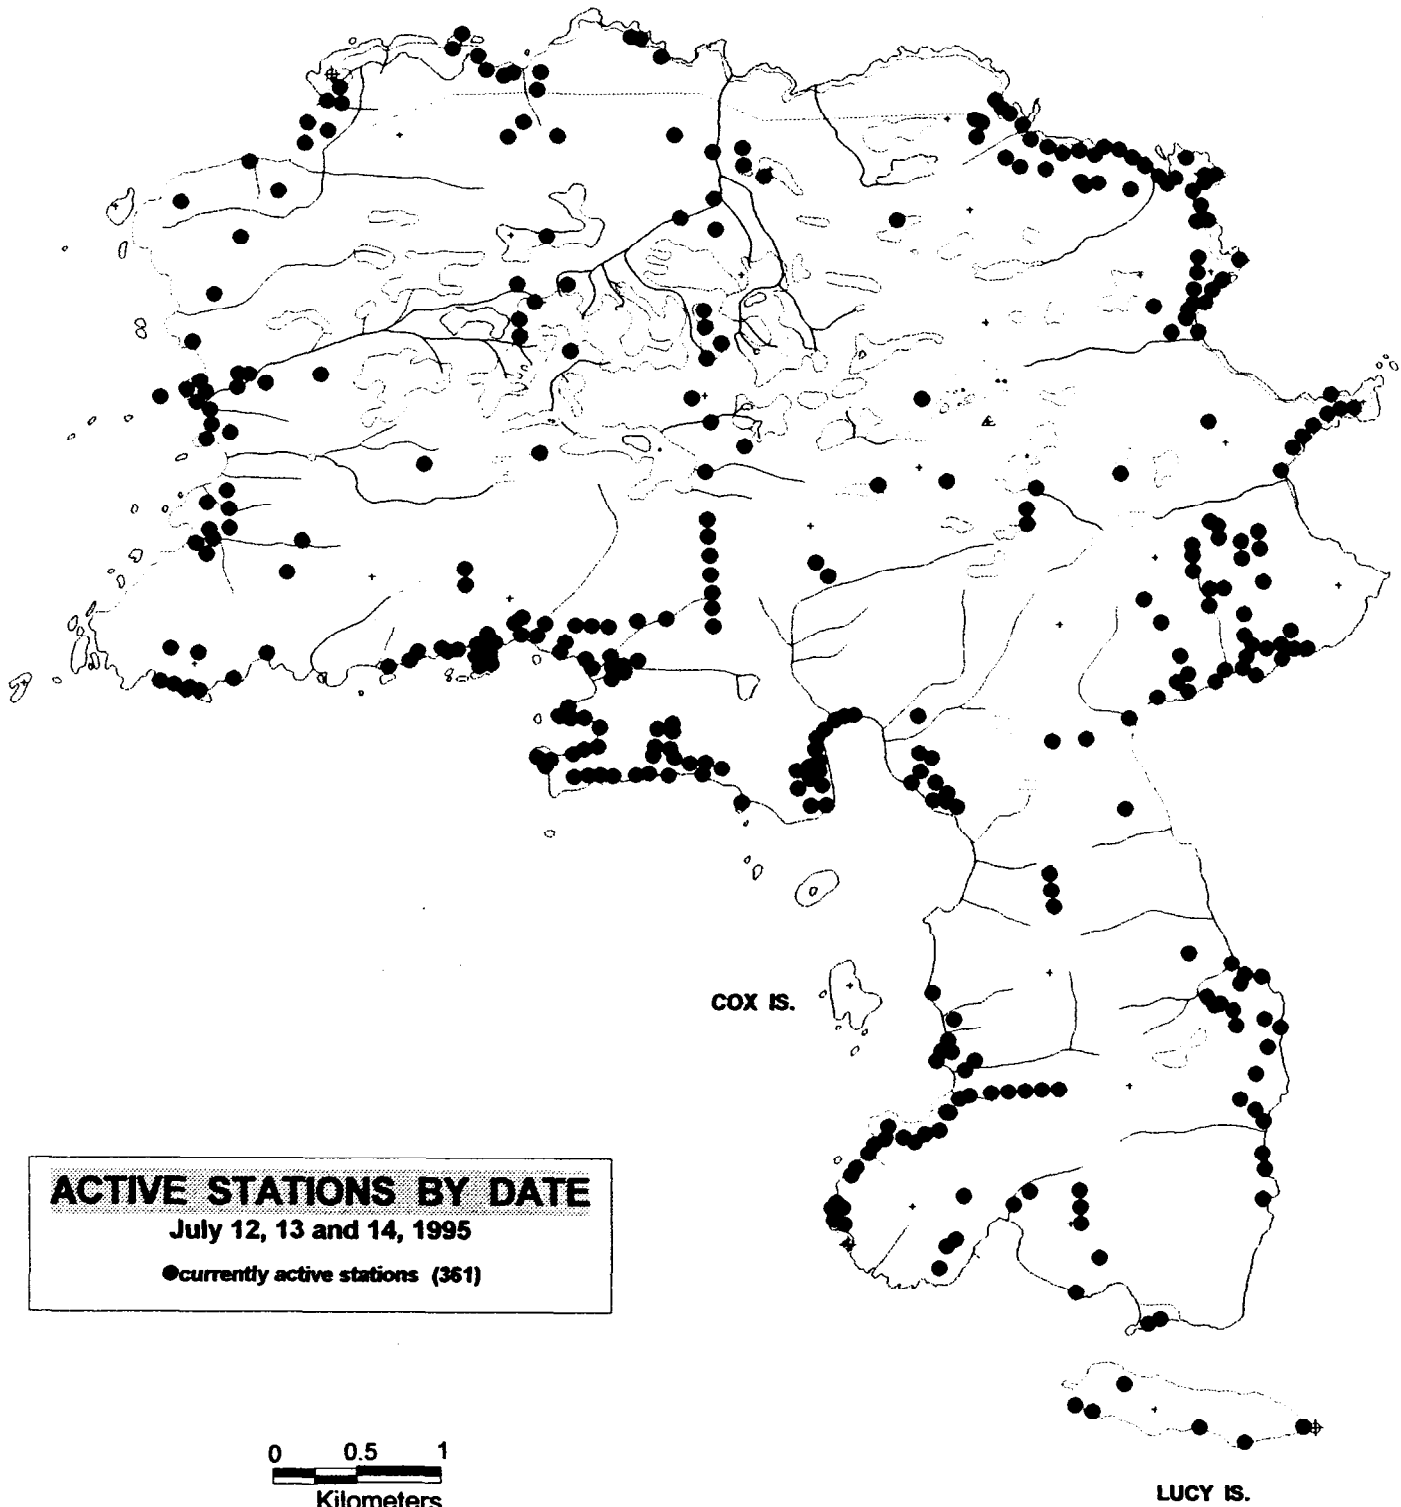 COX IS.
ACTIVE STATIONS BY DATE
July 12, 13 and 14, 1995
currently active stations (361)
0 0.5 1
Kilometers
LUCY IS.